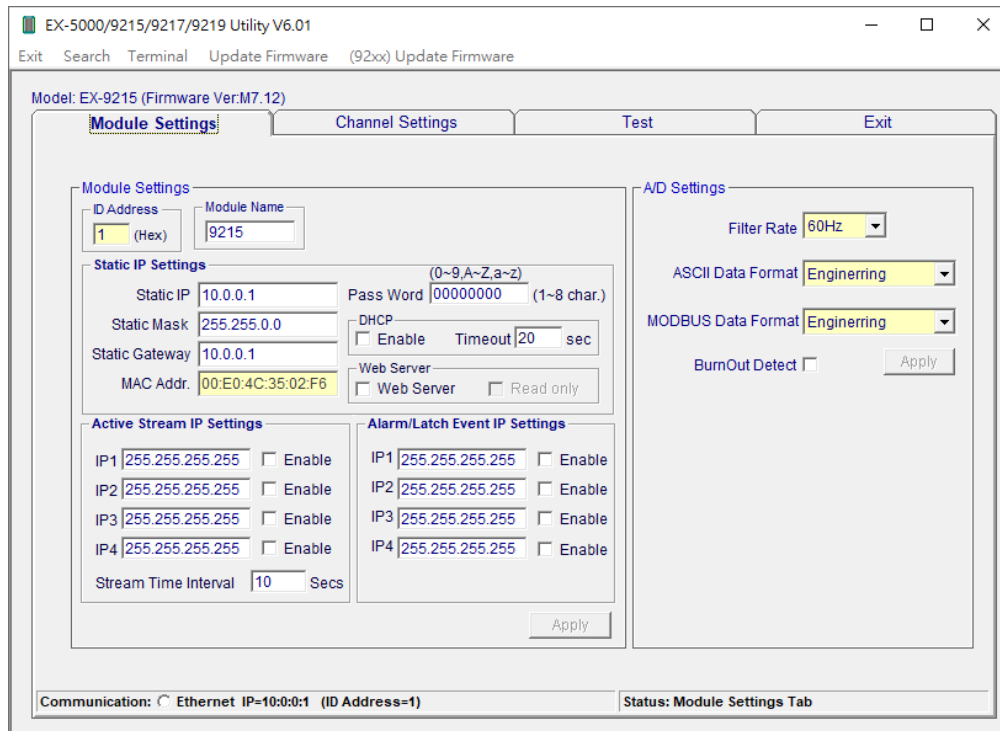 EX-5000/9215/9217/9219 Utility V6.01
Exit Search Terminal Update Firmware (92xx) Update Firmware
Model: EX-9215 (Firmware Ver:M7.12)
Module Settings Channel Settings Test Exit
Module Settings
ID Address
1 (Hex)
Module Name
9215
Static IP Settings
Static IP 10.0.0.1
Static Mask 255.255.0.0
Static Gateway 10.0.0.1
MAC Addr. 00:E0:4C:35:02:F6
(0~9,A~Z,a~z)
Pass Word 00000000 (1~8 char.)
DHCP
Enable Timeout 20 sec
Web Server
Web Server Read only
Active Stream IP Settings
IP1 255.255.255.255 Enable
IP2 255.255.255.255 Enable
IP3 255.255.255.255 Enable
IP4 255.255.255.255 Enable
Stream Time Interval 10 Secs
Alarm/Latch Event IP Settings
IP1 255.255.255.255 Enable
IP2 255.255.255.255 Enable
IP3 255.255.255.255 Enable
IP4 255.255.255.255 Enable
Apply
A/D Settings
Filter Rate 60Hz
ASCII Data Format Enginerring
MODBUS Data Format Enginerring
BurnOut Detect Apply
Communication: Ethernet IP=10:0:0:1 (ID Address=1)
Status: Module Settings Tab